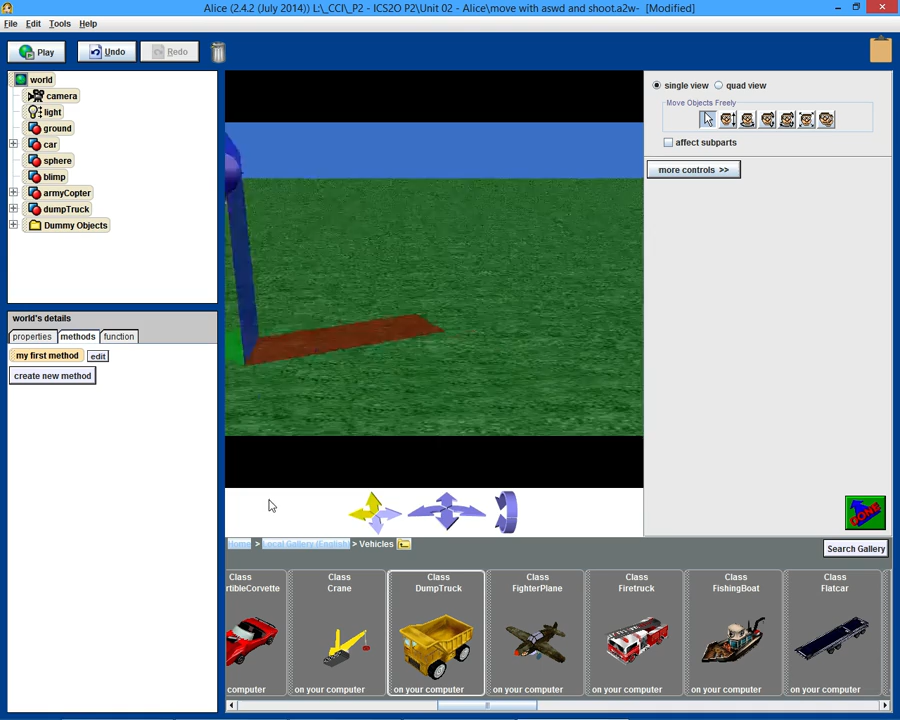 Alice (2.4.2 (July 2014)) L:\_CCI\_P2 - ICS2O P2\Unit 02 - Alice\move with aswd and shoot.a2w- [Modified]
File Edit Tools Help
Play Undo Redo
world
camera
light
ground
car
sphere
blimp
armyCopter
dumpTruck
Dummy Objects
single view quad view
Move Objects Freely
affect subparts
more controls >>
world's details
properties methods function
my first method edit
create new method
DONE
Home > Local Gallery (English) > Vehicles
Search Gallery
Class
rtibleCorvette
computer
Class
Crane
on your computer
Class
DumpTruck
on your computer
Class
FighterPlane
on your computer
Class
Firetruck
on your computer
Class
FishingBoat
on your computer
Class
Flatcar
on your computer